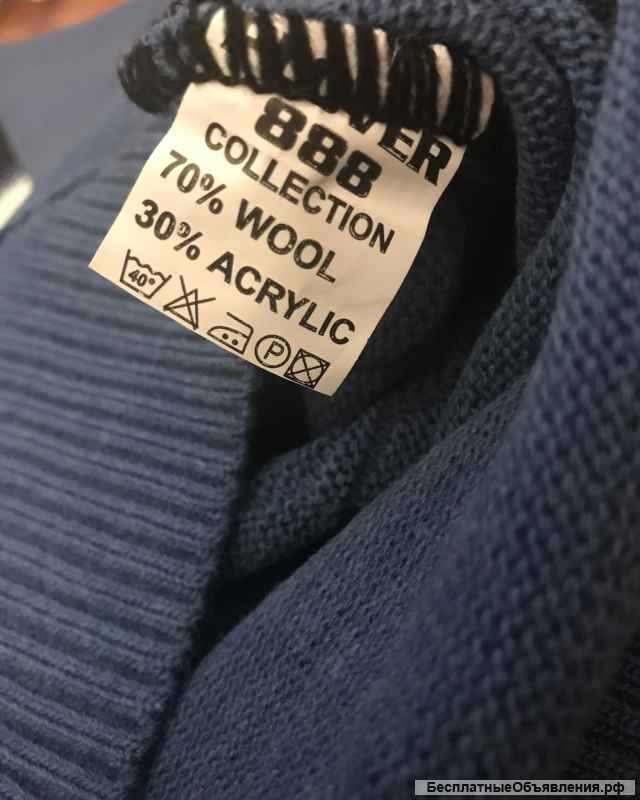 888
COLLECTION
70% WOOL
30% ACRYLIC
40°
P
БесплатныеОбъявления.рф